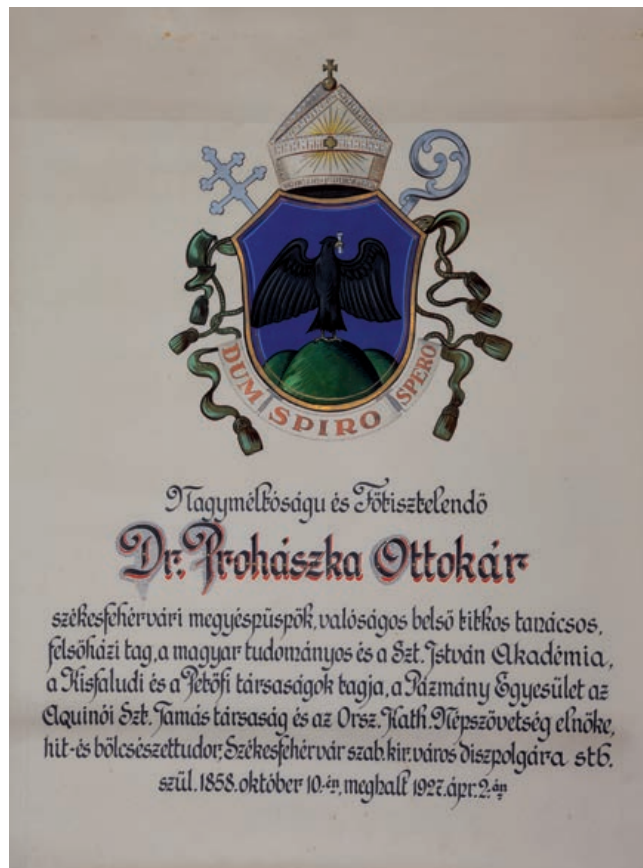 DUM SPIRO SPERO
Nagyméltóságu és Főtisztelendő
Dr. Prohászka Ottokár
székesfehérvári megyéspüspök, valóságos belső titkos tanácsos,
felsőházi tag, a magyar tudományos és a Szt. István Akadémia,
a Kisfaludi és a Petőfi társaságok tagja, a Pázmány Egyesület az
Aquinói Szt. Tamás társaság és az Orsz. Kath. Népszövetség elnöke,
hit-és bölcsészettudor, Székesfehérvár szab. kir. város diszpolgára stb.
szül. 1858. október 10.-én, meghalt 1927. ápr. 2.-án